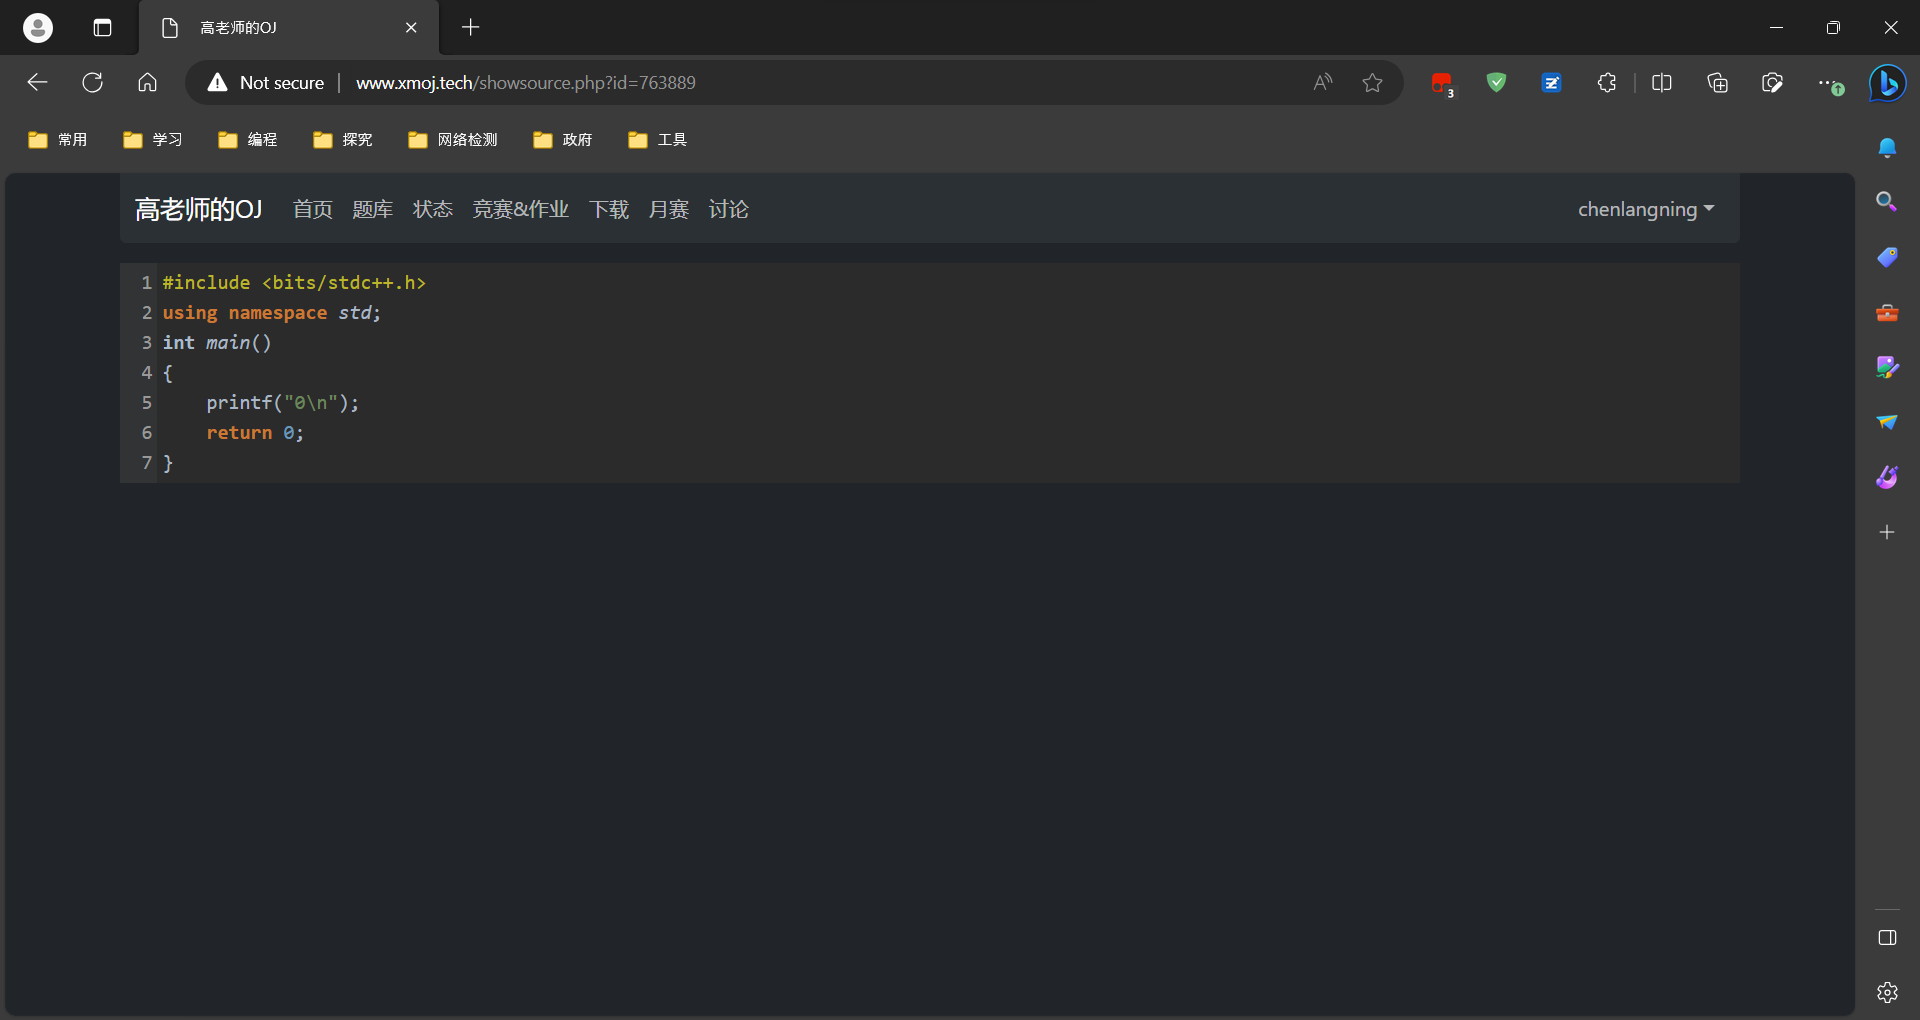 高老师的OJ
Not secure www.xmoj.tech/showsource.php?id=763889
3
常用 学习 编程 探究 网络检测 政府 工具
高老师的OJ 首页 题库 状态 竞赛&作业 下载 月赛 讨论 chenlangning
1 #include <bits/stdc++.h>
2 using namespace std;
3 int main()
4 {
5     printf("0\n");
6     return 0;
7 }